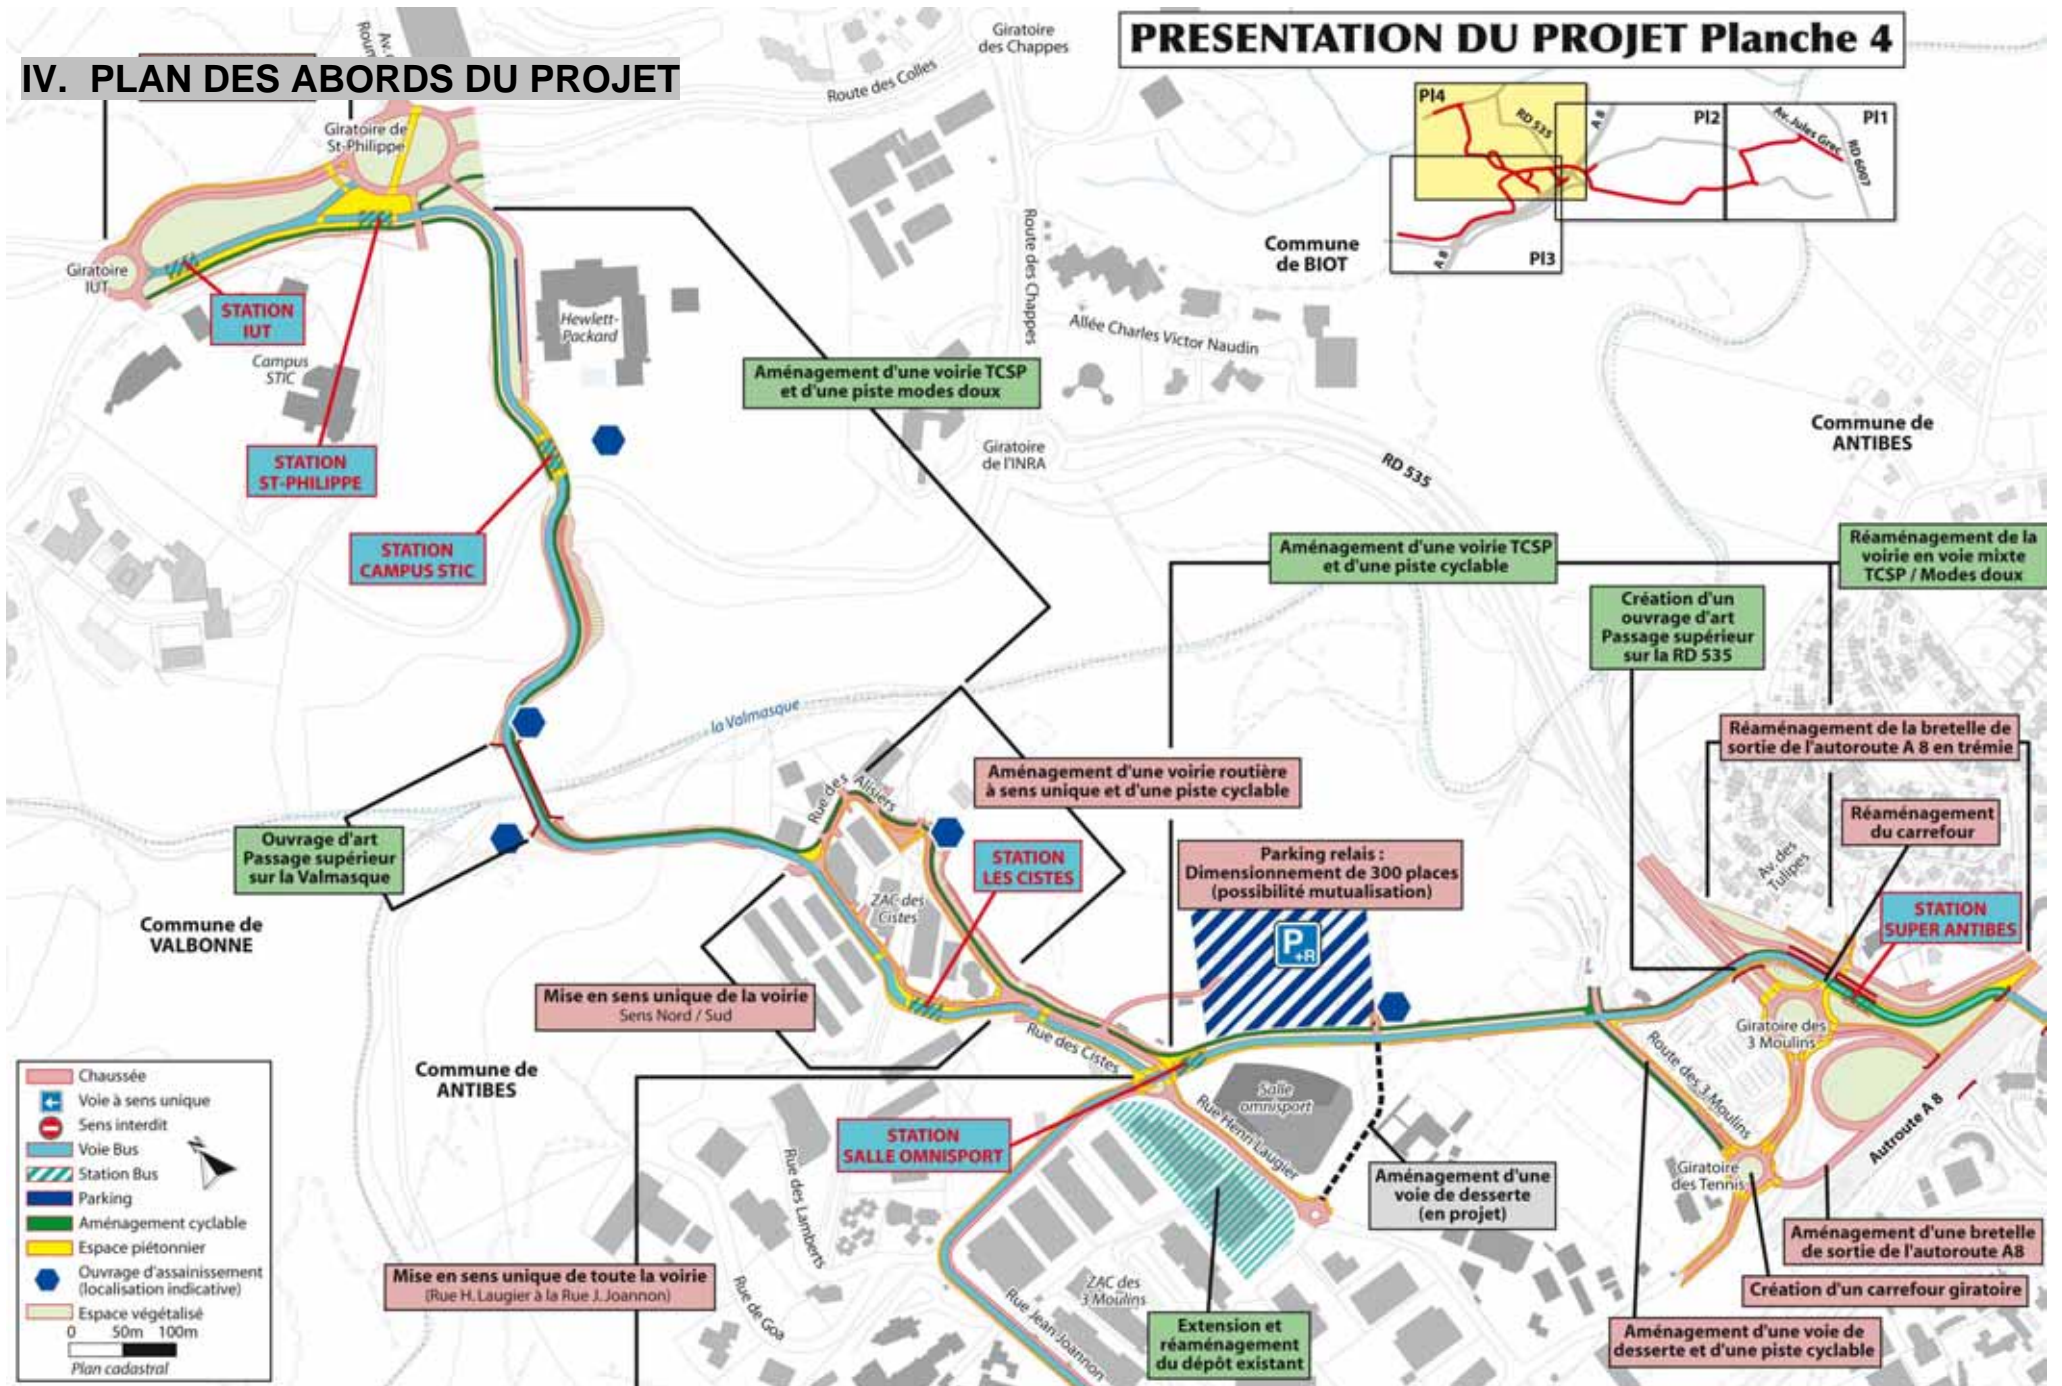 PRESENTATION DU PROJET Planche 4
IV. PLAN DES ABORDS DU PROJET
Giratoire
des Chappes
Route des Colles
Giratoire de
St-Philippe
Pl4
RD 535
A 8
Pl2
Av. Jules Grec
Pl1
RD 6007
A 8
Pl3
Commune
de BIOT
Giratoire
IUT
STATION
IUT
Campus
STIC
Hewlett-
Packard
Route des Chappes
Allée Charles Victor Naudin
Aménagement d'une voirie TCSP
et d'une piste modes doux
Giratoire
de l'INRA
RD 535
Commune de
ANTIBES
STATION
ST-PHILIPPE
STATION
CAMPUS STIC
Aménagement d'une voirie TCSP
et d'une piste cyclable
Réaménagement de la
voirie en voie mixte
TCSP / Modes doux
Création d'un
ouvrage d'art
Passage supérieur
sur la RD 535
la Valmasque
Réaménagement de la bretelle de
sortie de l'autoroute A 8 en trémie
Aménagement d'une voirie routière
à sens unique et d'une piste cyclable
Rue des Alisiers
Réaménagement
du carrefour
Ouvrage d'art
Passage supérieur
sur la Valmasque
STATION
LES CISTES
Parking relais :
Dimensionnement de 300 places
(possibilité mutualisation)
P+R
Av. des
Tulipes
STATION
SUPER ANTIBES
ZAC des
Cistes
Commune de
VALBONNE
Mise en sens unique de la voirie
Sens Nord / Sud
Rue des Cistes
Giratoire des
3 Moulins
Route des 3 Moulins
Commune de
ANTIBES
Salle
omnisport
Rue Henri Laugier
Autroute A 8
STATION
SALLE OMNISPORT
Rue des Lamberts
Giratoire
des Tennis
Aménagement d'une
voie de desserte
(en projet)
Aménagement d'une bretelle
de sortie de l'autoroute A8
Mise en sens unique de toute la voirie
(Rue H. Laugier à la Rue J. Joannon)
Rue de Goa
Rue Jean Joannon
ZAC des
3 Moulins
Création d'un carrefour giratoire
Extension et
réaménagement
du dépôt existant
Aménagement d'une voie de
desserte et d'une piste cyclable
Chaussée
Voie à sens unique
Sens interdit
Voie Bus
Station Bus
N
Parking
Aménagement cyclable
Espace piétonnier
Ouvrage d'assainissement
(localisation indicative)
Espace végétalisé
0 50m 100m
Plan cadastral